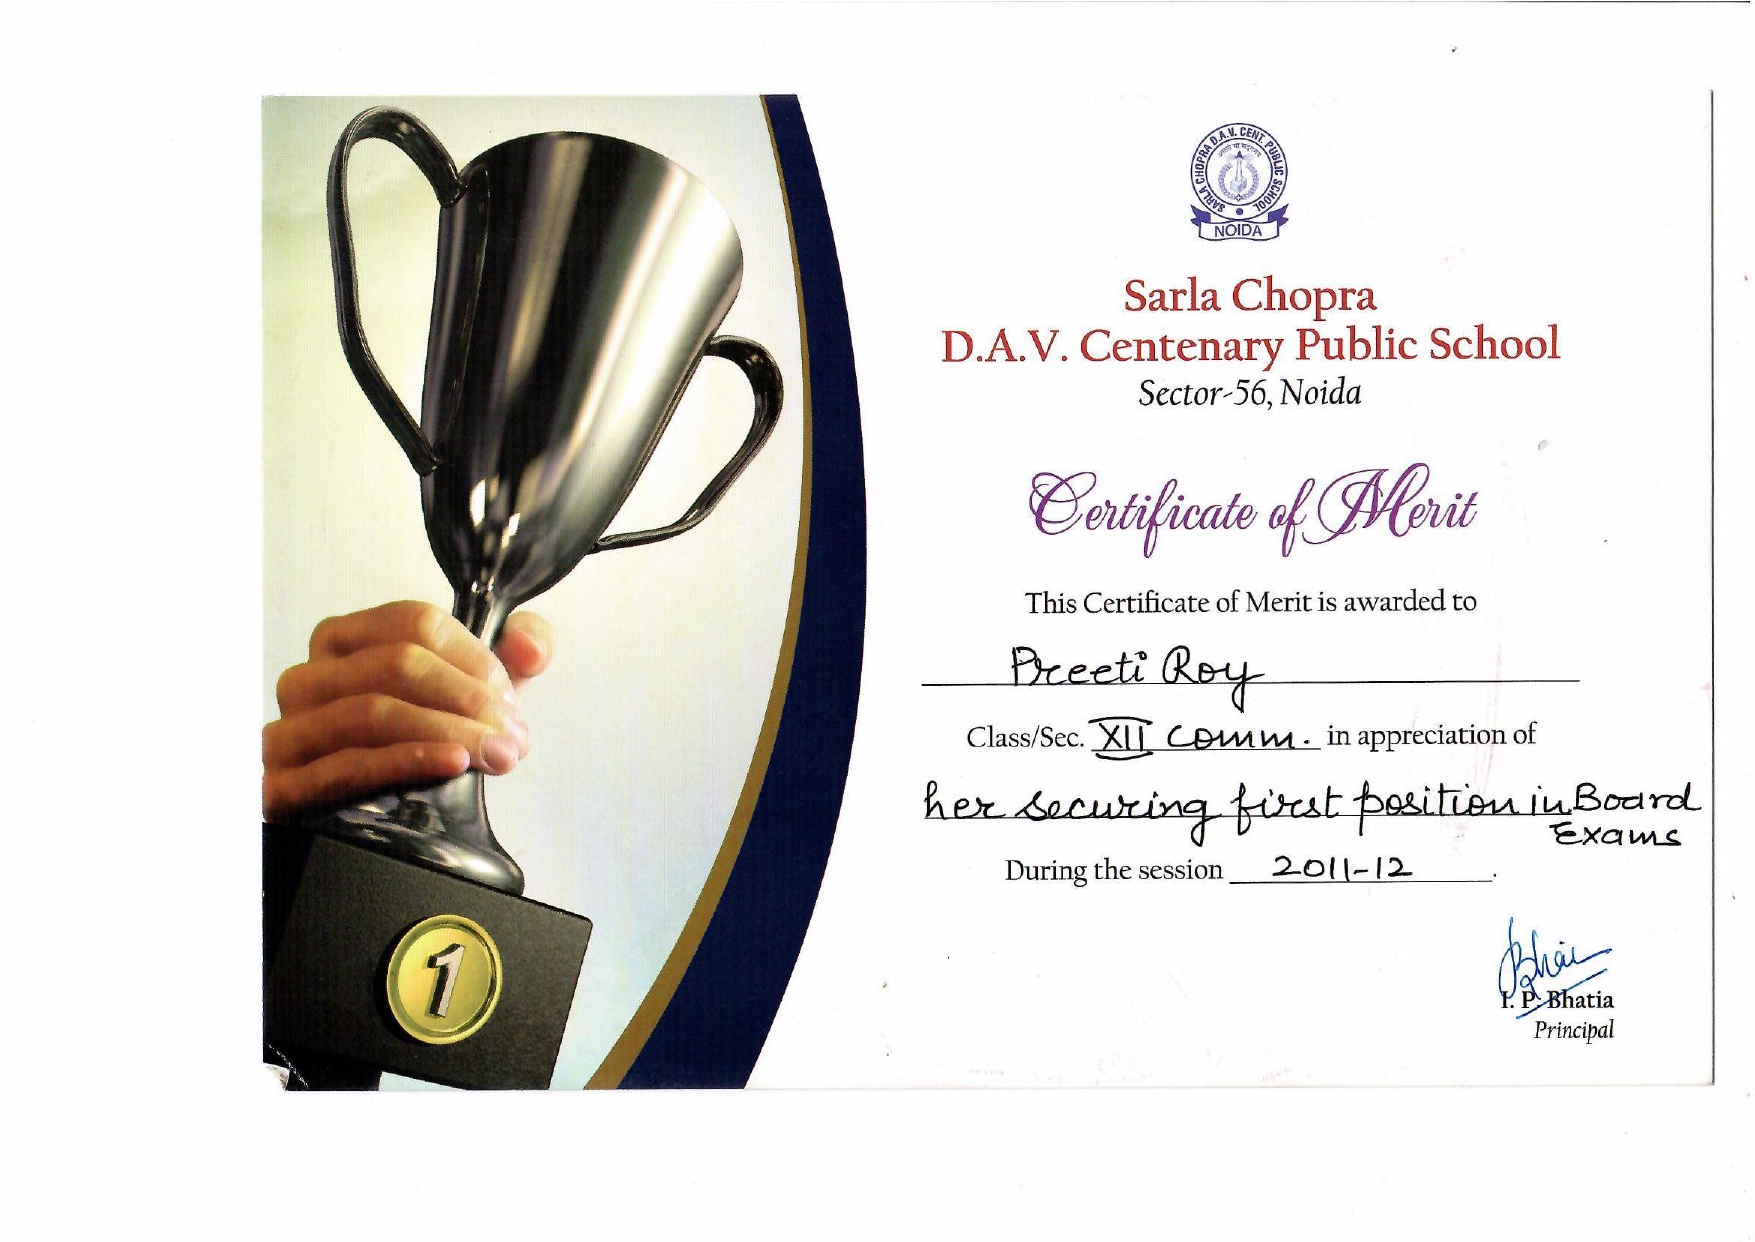 SARLA CHOPRA D.A.V. CENT. PUBLIC SCHOOL
NOIDA
Sarla Chopra
D.A.V. Centenary Public School
Sector-56, Noida
Certificate of Merit
This Certificate of Merit is awarded to
Preeti Roy
Class/Sec. XII Comm. in appreciation of
her securing first position in Board
Exams
During the session 2011-12.
I. P. Bhatia
Principal
1